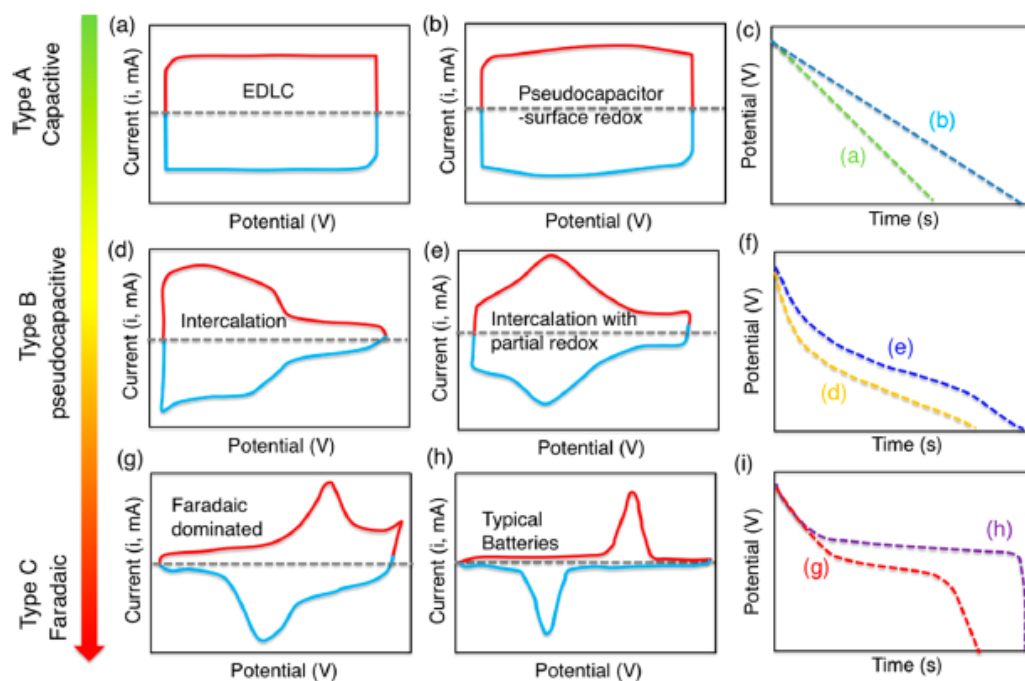 Type A
Capacitive
(a)
Current (i, mA)
EDLC
Potential (V)
(b)
Current (i, mA)
Pseudocapacitor
-surface redox
Potential (V)
(c)
Potential (V)
(b)
(a)
Time (s)
Type B
pseudocapacitive
(d)
Current (i, mA)
Intercalation
Potential (V)
(e)
Current (i, mA)
Intercalation with
partial redox
Potential (V)
(f)
Potential (V)
(e)
(d)
Time (s)
Type C
Faradaic
(g)
Current (i, mA)
Faradaic
dominated
Potential (V)
(h)
Current (i, mA)
Typical
Batteries
Potential (V)
(i)
Potential (V)
(h)
(g)
Time (s)